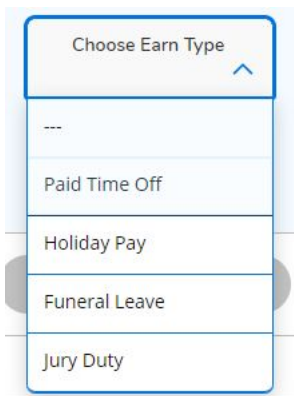 Choose Earn Type
---
Paid Time Off
Holiday Pay
Funeral Leave
Jury Duty